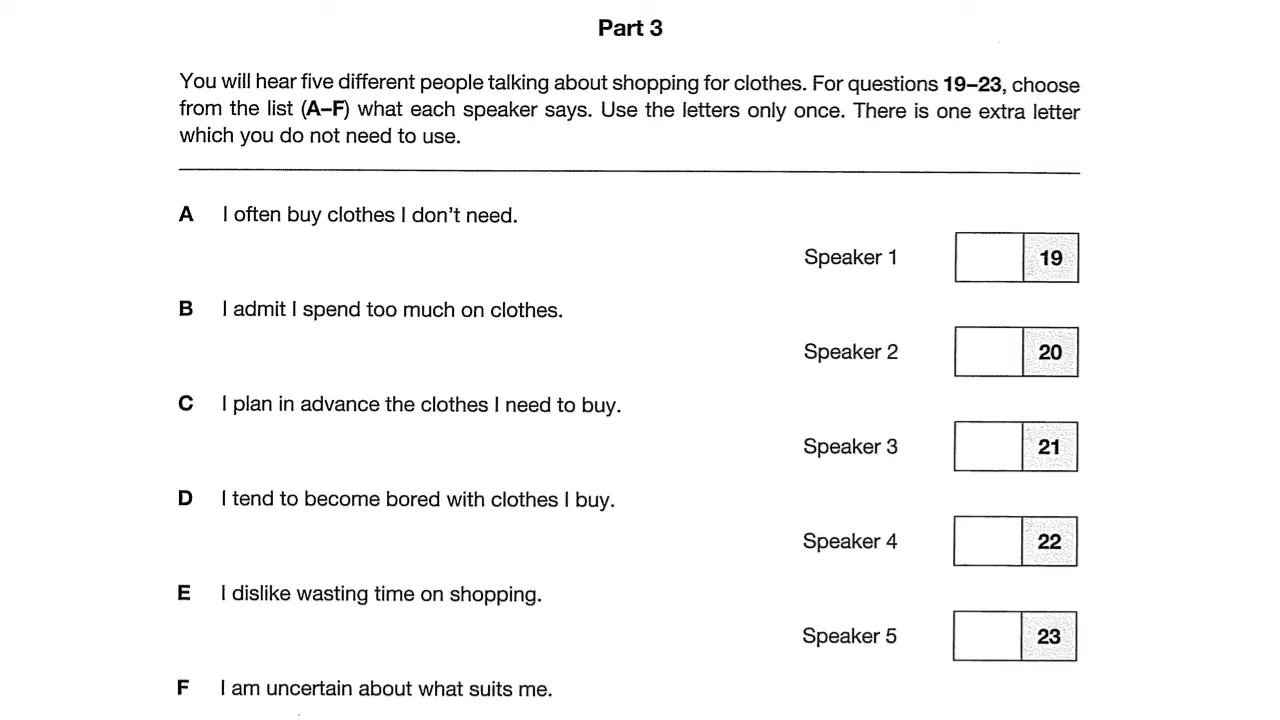 Part 3
You will hear five different people talking about shopping for clothes. For questions 19–23, choose
from the list (A–F) what each speaker says. Use the letters only once. There is one extra letter
which you do not need to use.
A I often buy clothes I don't need.
Speaker 1 19
B I admit I spend too much on clothes.
Speaker 2 20
C I plan in advance the clothes I need to buy.
Speaker 3 21
D I tend to become bored with clothes I buy.
Speaker 4 22
E I dislike wasting time on shopping.
Speaker 5 23
F I am uncertain about what suits me.